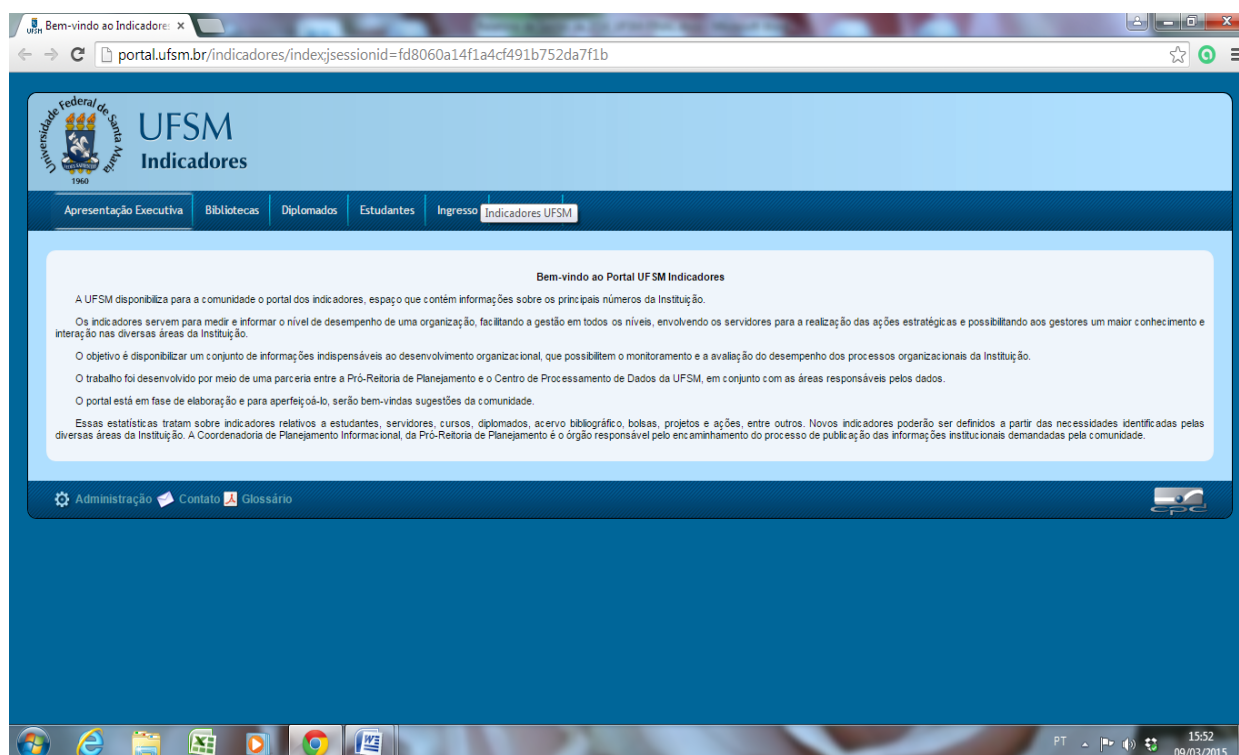 Bem-vindo ao Indicadore
portal.ufsm.br/indicadores/index;jsessionid=fd8060a14f1a4cf491b752da7f1b
Universidade Federal de Santa Maria
1960
UFSM
Indicadores
Apresentação Executiva Bibliotecas Diplomados Estudantes Ingresso Indicadores UFSM
Bem-vindo ao Portal UFSM Indicadores
A UFSM disponibiliza para a comunidade o portal dos indicadores, espaço que contém informações sobre os principais números da Instituição.
Os indicadores servem para medir e informar o nível de desempenho de uma organização, facilitando a gestão em todos os níveis, envolvendo os servidores para a realização das ações estratégicas e possibilitando aos gestores um maior conhecimento e
interação nas diversas áreas da Instituição.
O objetivo é disponibilizar um conjunto de informações indispensáveis ao desenvolvimento organizacional, que possibilitem o monitoramento e a avaliação do desempenho dos processos organizacionais da Instituição.
O trabalho foi desenvolvido por meio de uma parceria entre a Pró-Reitoria de Planejamento e o Centro de Processamento de Dados da UFSM, em conjunto com as áreas responsáveis pelos dados.
O portal está em fase de elaboração e para aperfeiçoá-lo, serão bem-vindas sugestões da comunidade.
Essas estatísticas tratam sobre indicadores relativos a estudantes, servidores, cursos, diplomados, acervo bibliográfico, bolsas, projetos e ações, entre outros. Novos indicadores poderão ser definidos a partir das necessidades identificadas pelas
diversas áreas da Instituição. A Coordenadoria de Planejamento Informacional, da Pró-Reitoria de Planejamento é o órgão responsável pelo encaminhamento do processo de publicação das informações institucionais demandadas pela comunidade.
Administração Contato Glossário
cpd
PT
15:52
09/03/2015